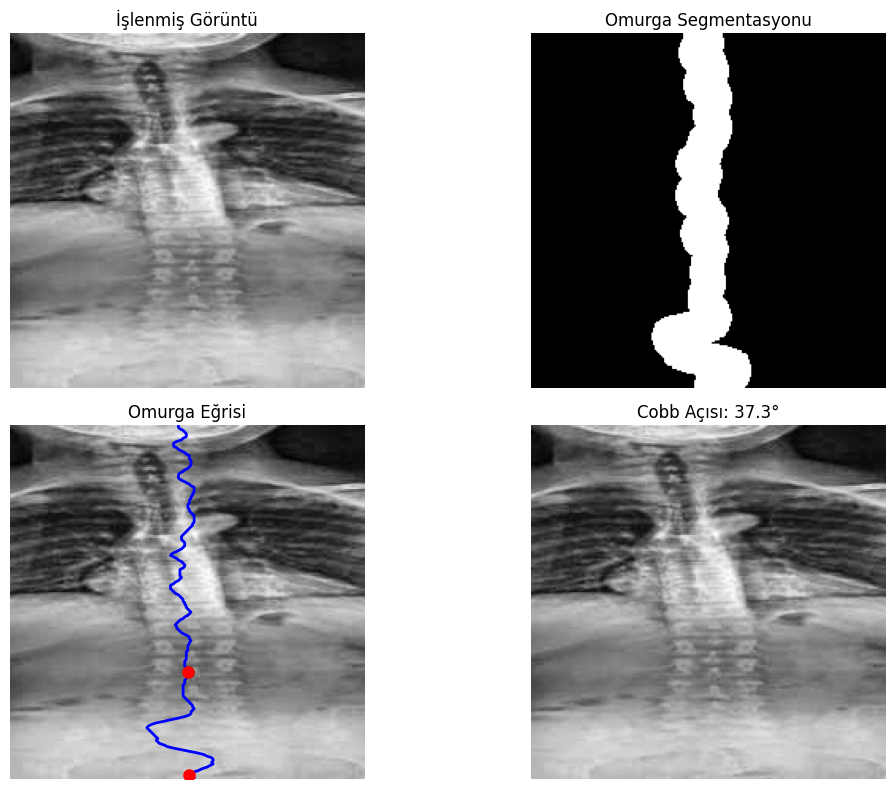 İşlenmiş Görüntü
Omurga Segmentasyonu
Omurga Eğrisi
Cobb Açısı: 37.3°